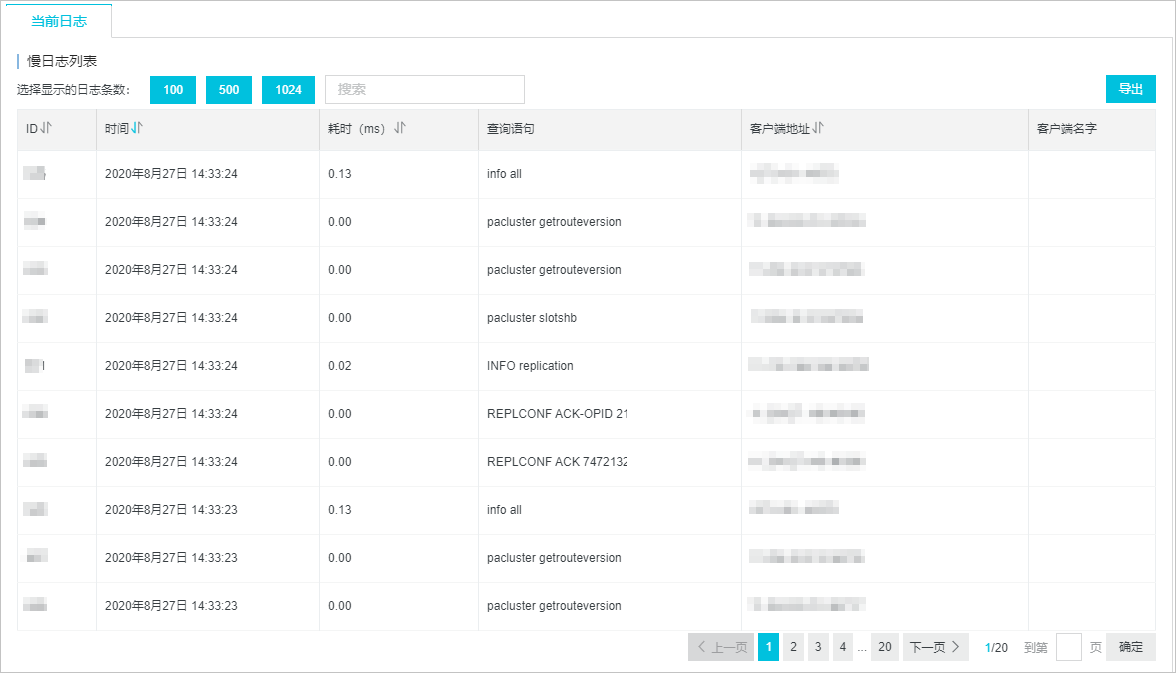 当前日志
慢日志列表
选择显示的日志条数: 100 500 1024 搜索 导出
ID 时间 耗时（ms） 查询语句 客户端地址 客户端名字
2020年8月27日 14:33:24 0.13 info all
2020年8月27日 14:33:24 0.00 pacluster getrouteversion
2020年8月27日 14:33:24 0.00 pacluster getrouteversion
2020年8月27日 14:33:24 0.00 pacluster slotshb
2020年8月27日 14:33:24 0.02 INFO replication
2020年8月27日 14:33:24 0.00 REPLCONF ACK-OPID 21
2020年8月27日 14:33:24 0.00 REPLCONF ACK 7472132
2020年8月27日 14:33:23 0.13 info all
2020年8月27日 14:33:23 0.00 pacluster getrouteversion
2020年8月27日 14:33:23 0.00 pacluster getrouteversion
上一页 1 2 3 4 ... 20 下一页 1/20 到第 页 确定